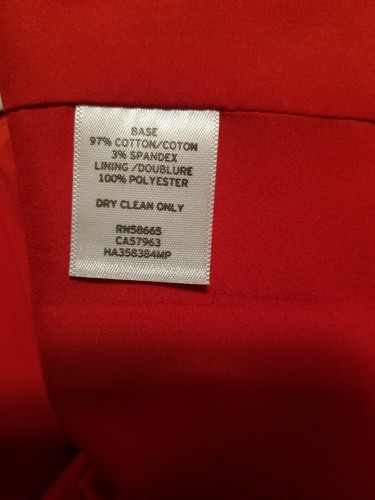 BASE
97% COTTON/COTON
3% SPANDEX
LINING /DOUBLURE
100% POLYESTER
DRY CLEAN ONLY
RN58665
CA57963
HA358384MP